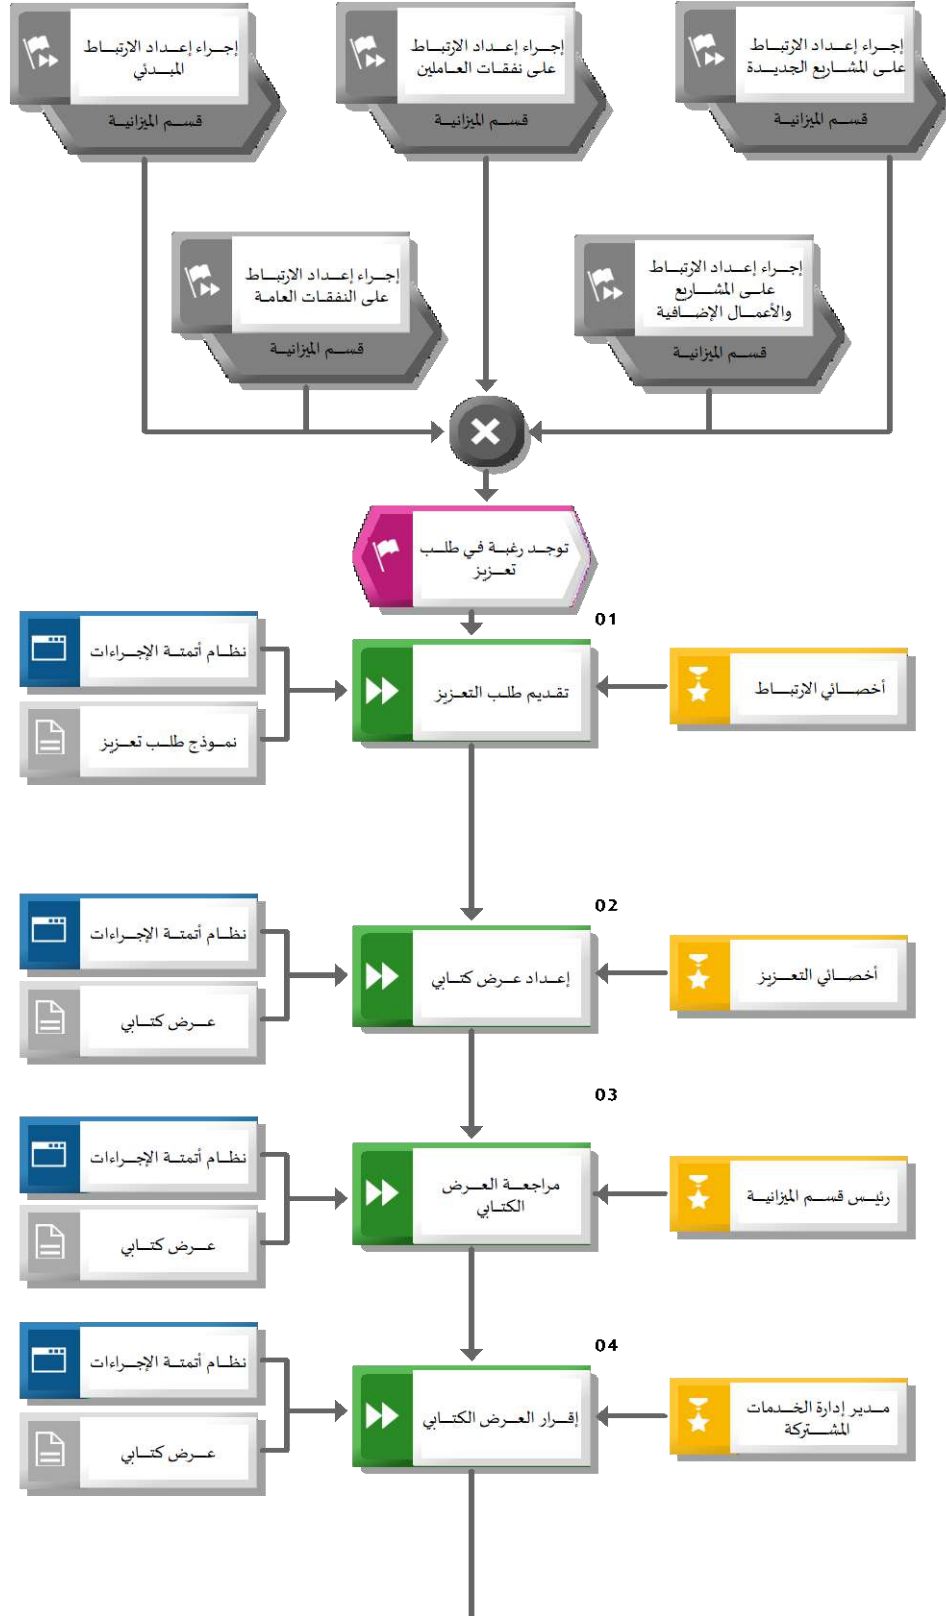 إجراء إعداد الارتباط
على المشاريع الجديدة
قسم الميزانية
إجراء إعداد الارتباط
على نفقات العاملين
قسم الميزانية
إجراء إعداد الارتباط
المبدئي
قسم الميزانية
إجراء إعداد الارتباط
على المشاريع
والأعمال الإضافية
قسم الميزانية
إجراء إعداد الارتباط
على النفقات العامة
قسم الميزانية
توجد رغبة في طلب
تعزيز
01
أخصائي الارتباط
تقديم طلب التعزيز
نظام أتمتة الإجراءات
نموذج طلب تعزيز
02
أخصائي التعزيز
إعداد عرض كتابي
نظام أتمتة الإجراءات
عرض كتابي
03
رئيس قسم الميزانية
مراجعة العرض
الكتابي
نظام أتمتة الإجراءات
عرض كتابي
04
مدير إدارة الخدمات
المشتركة
إقرار العرض الكتابي
نظام أتمتة الإجراءات
عرض كتابي